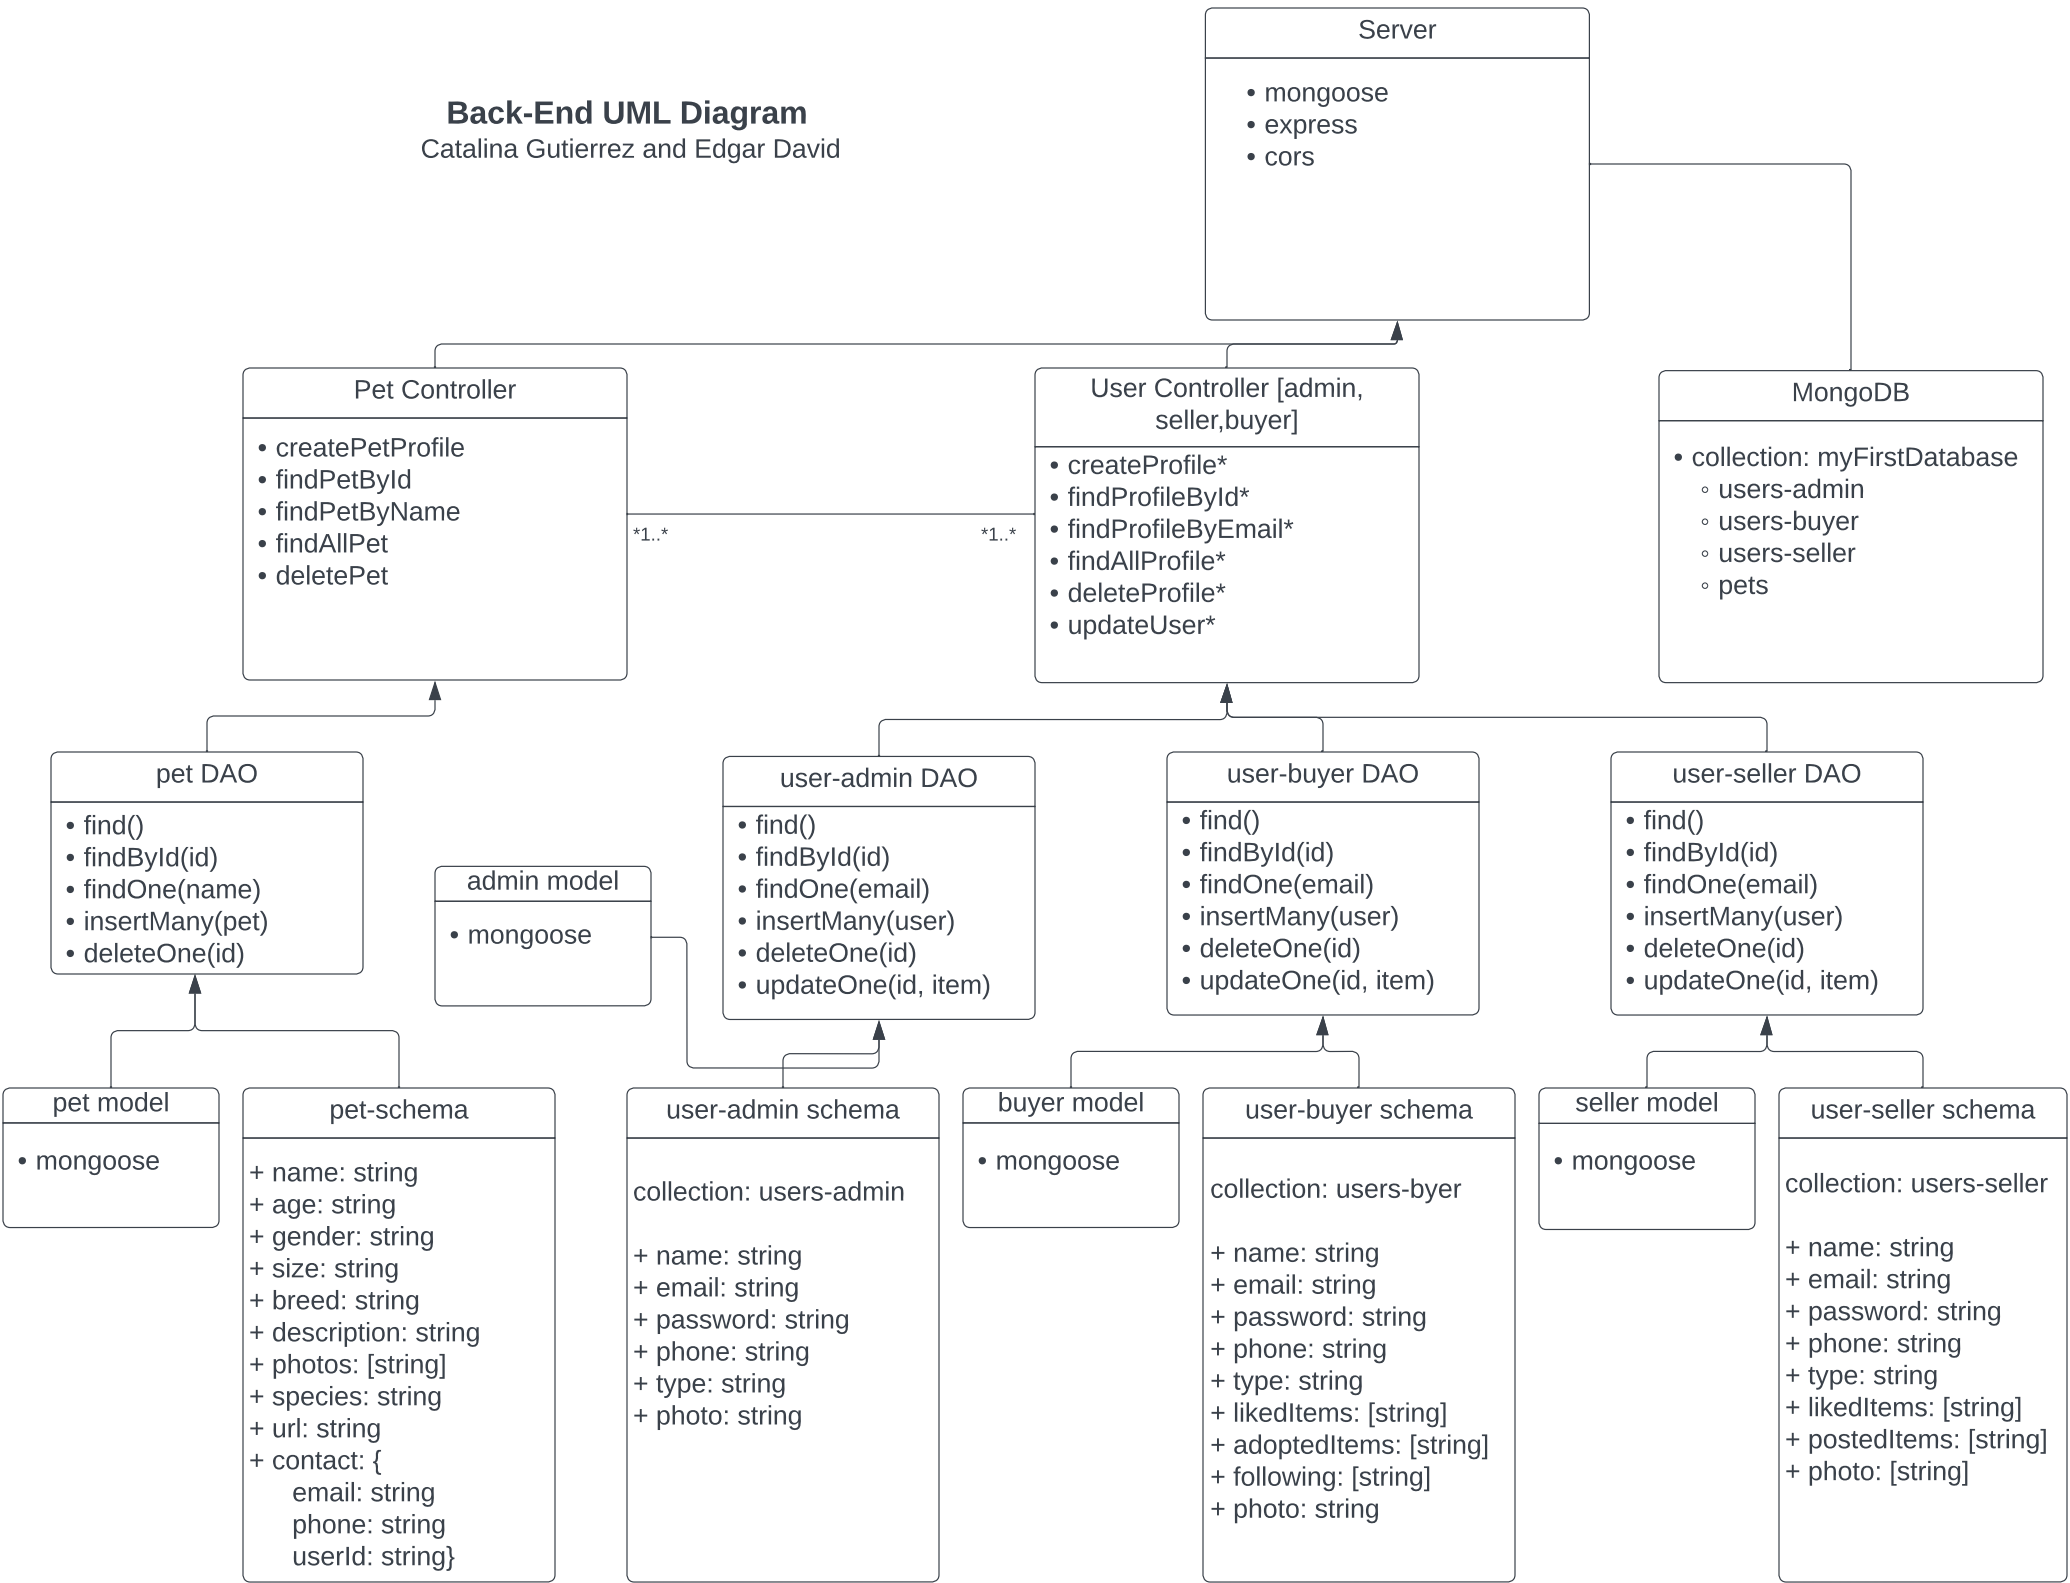 Server
• mongoose
• express
• cors
Back-End UML Diagram
Catalina Gutierrez and Edgar David
Pet Controller
• createPetProfile
• findPetById
• findPetByName
• findAllPet
• deletePet
*1..*
*1..*
User Controller [admin,
seller,buyer]
• createProfile*
• findProfileById*
• findProfileByEmail*
• findAllProfile*
• deleteProfile*
• updateUser*
MongoDB
• collection: myFirstDatabase
◦ users-admin
◦ users-buyer
◦ users-seller
◦ pets
pet DAO
• find()
• findById(id)
• findOne(name)
• insertMany(pet)
• deleteOne(id)
admin model
• mongoose
user-admin DAO
• find()
• findById(id)
• findOne(email)
• insertMany(user)
• deleteOne(id)
• updateOne(id, item)
user-buyer DAO
• find()
• findById(id)
• findOne(email)
• insertMany(user)
• deleteOne(id)
• updateOne(id, item)
user-seller DAO
• find()
• findById(id)
• findOne(email)
• insertMany(user)
• deleteOne(id)
• updateOne(id, item)
pet model
• mongoose
pet-schema
+ name: string
+ age: string
+ gender: string
+ size: string
+ breed: string
+ description: string
+ photos: [string]
+ species: string
+ url: string
+ contact: {
email: string
phone: string
userId: string}
user-admin schema
collection: users-admin
+ name: string
+ email: string
+ password: string
+ phone: string
+ type: string
+ photo: string
buyer model
• mongoose
user-buyer schema
collection: users-byer
+ name: string
+ email: string
+ password: string
+ phone: string
+ type: string
+ likedItems: [string]
+ adoptedItems: [string]
+ following: [string]
+ photo: string
seller model
• mongoose
user-seller schema
collection: users-seller
+ name: string
+ email: string
+ password: string
+ phone: string
+ type: string
+ likedItems: [string]
+ postedItems: [string]
+ photo: [string]